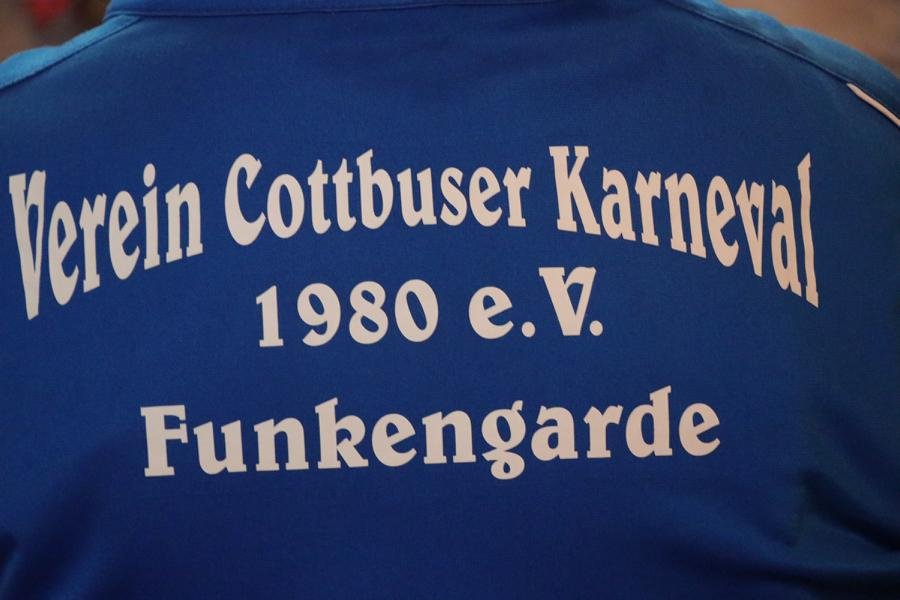 Verein Cottbuser Karneval
1980 e.V.
Funkengarde